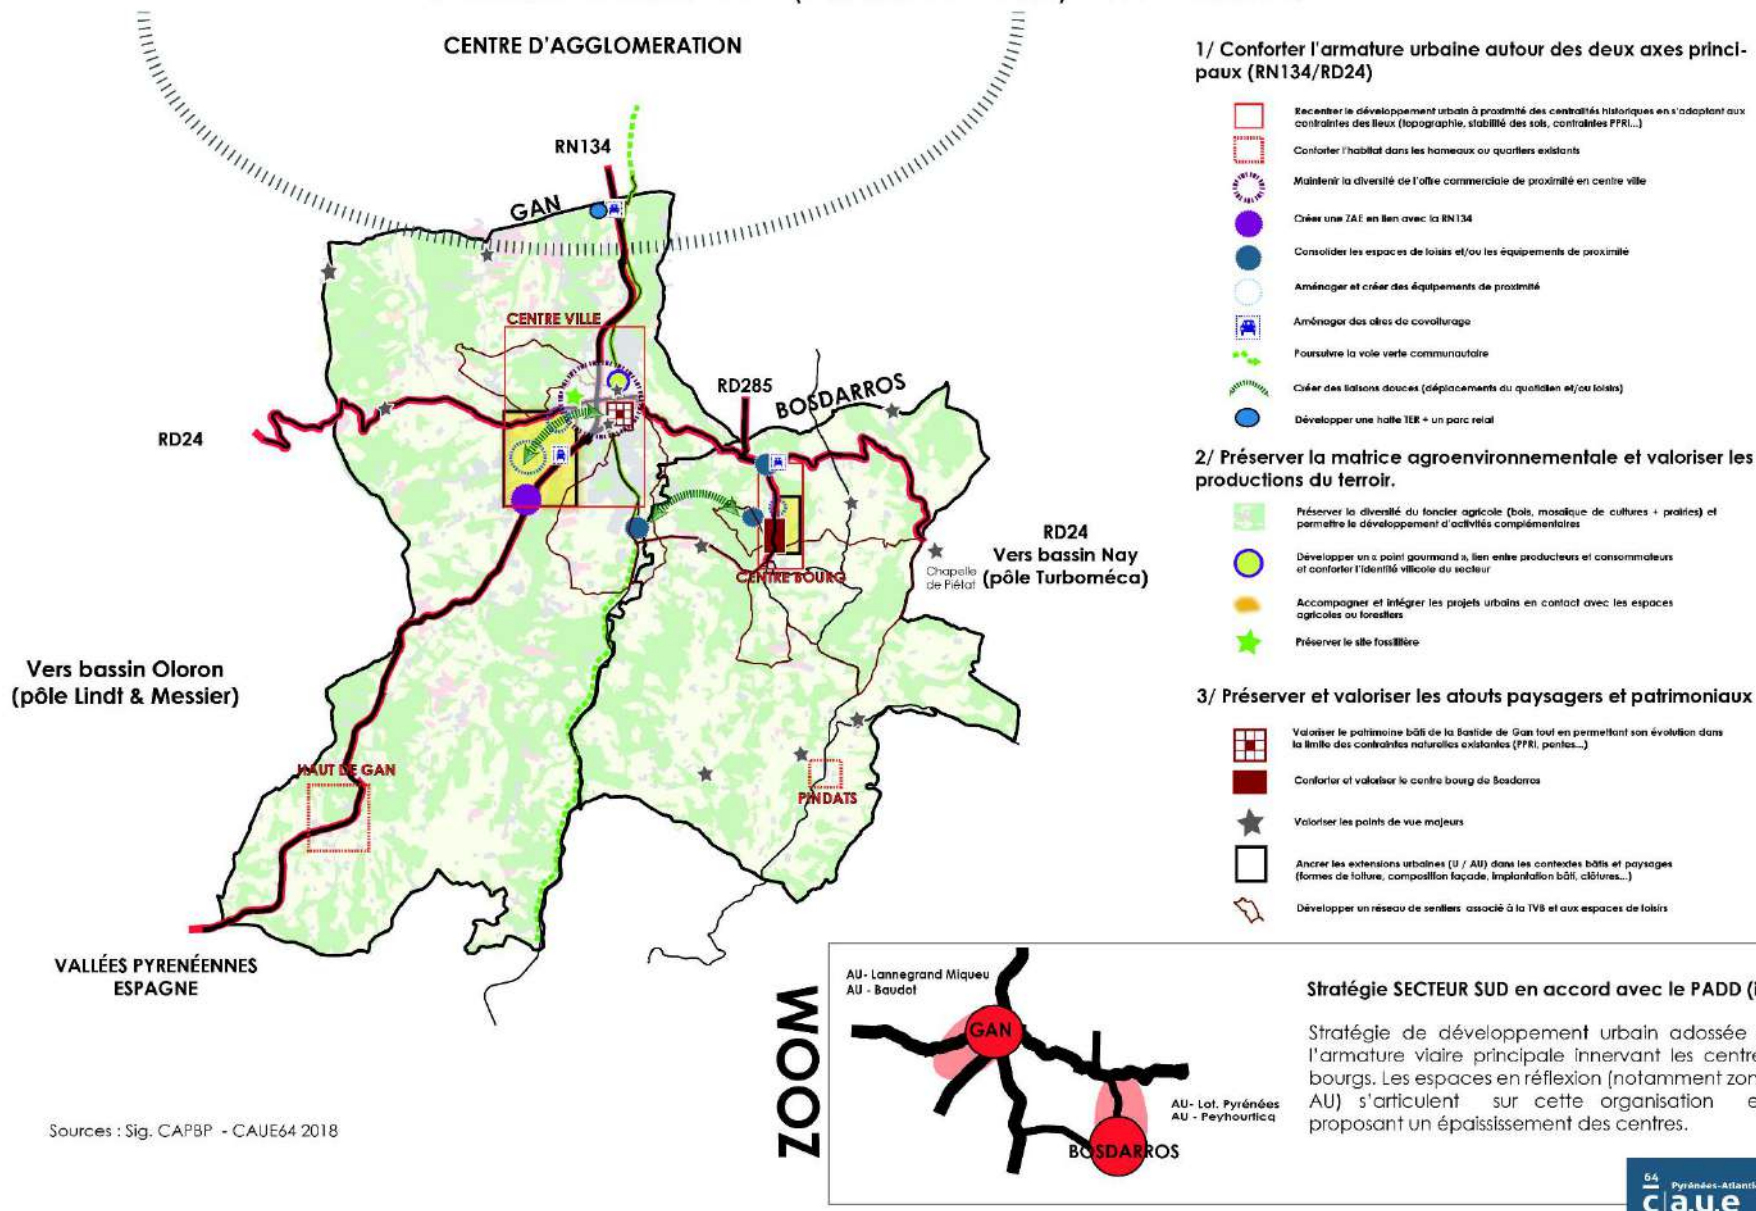 CENTRE D'AGGLOMERATION
RN134
GAN
CENTRE VILLE
RD285
BOSDARROS
RD24
RD24
Vers bassin Nay
(pôle Turboméca)
Chapelle
de Piétat
CENTRE BOURG
Vers bassin Oloron
(pôle Lindt & Messier)
HAUT DE GAN
PINDATS
VALLÉES PYRENÉENNES
ESPAGNE
Sources : Sig. CAPBP - CAUE64 2018
1/ Conforter l'armature urbaine autour des deux axes princi-
paux (RN134/RD24)
Recentrer le développement urbain à proximité des centralités historiques en s'adaptant aux
contraintes des lieux (topographie, stabilité des sols, contraintes PPRI...)
Conforter l'habitat dans les hameaux ou quartiers existants
Maintenir la diversité de l'offre commerciale de proximité en centre ville
Créer une ZAE en lien avec la RN134
Consolider les espaces de loisirs et/ou les équipements de proximité
Aménager et créer des équipements de proximité
Aménager des aires de covoiturage
Poursuivre la voie verte communautaire
Créer des liaisons douces (déplacements du quotidien et/ou loisirs)
Développer une halte TER + un parc relai
2/ Préserver la matrice agroenvironnementale et valoriser les
productions du terroir.
Préserver la diversité du foncier agricole (bois, mosaïque de cultures + prairies) et
permettre le développement d'activités complémentaires
Développer un « point gourmand », lien entre producteurs et consommateurs
et conforter l'identité viticole du secteur
Accompagner et intégrer les projets urbains en contact avec les espaces
agricoles ou forestiers
Préserver le site fossilifère
3/ Préserver et valoriser les atouts paysagers et patrimoniaux
Valoriser le patrimoine bâti de la Bastide de Gan tout en permettant son évolution dans
la limite des contraintes naturelles existantes (PPRI, pentes...)
Conforter et valoriser le centre bourg de Bosdarros
Valoriser les points de vue majeurs
Ancrer les extensions urbaines (U / AU) dans les contextes bâtis et paysages
(formes de toiture, composition façade, implantation bâti, clôtures...)
Développer un réseau de sentiers associé à la TVB et aux espaces de loisirs
ZOOM
AU- Lannegrand Miqueu
AU - Baudot
GAN
AU- Lot. Pyrénées
AU - Peyhourticq
BOSDARROS
Stratégie SECTEUR SUD en accord avec le PADD (i
Stratégie de développement urbain adossée
l'armature viaire principale innervant les centre
bourgs. Les espaces en réflexion (notamment zon
AU) s'articulent sur cette organisation e
proposant un épaississement des centres.
64 Pyrénées-Atlanti
c|a.u.e